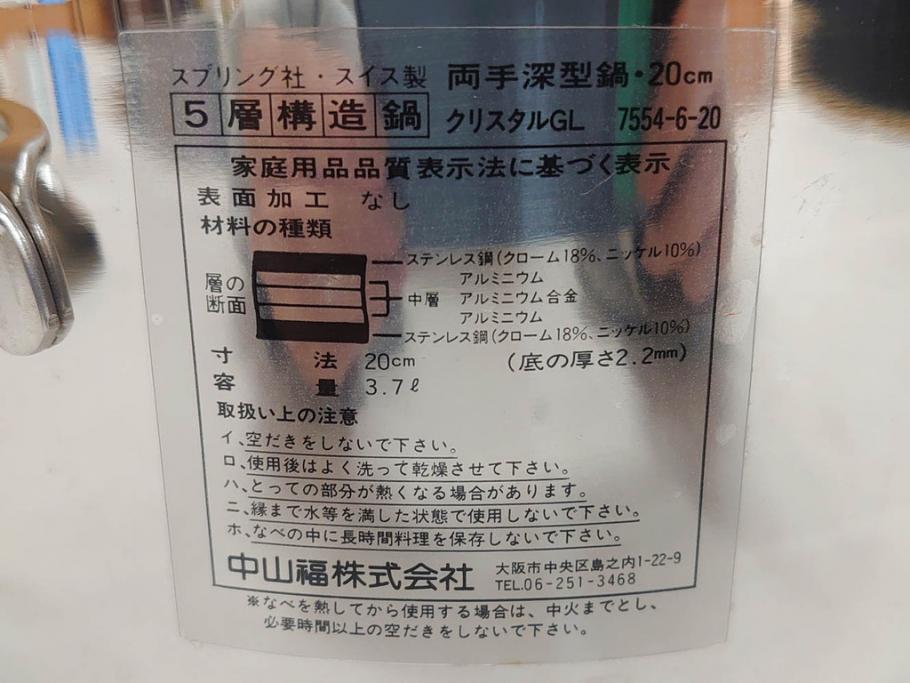 スプリング社・スイス製 両手深型鍋・20cm
5層構造鍋 クリスタルGL 7554-6-20
家庭用品品質表示法に基づく表示
表面加工 なし
材料の種類
ステンレス鋼(クローム18%、ニッケル10%)
アルミニウム
層の断面 中層 アルミニウム合金
アルミニウム
ステンレス鋼(クローム18%、ニッケル10%)
寸法 20cm (底の厚さ2.2mm)
容量 3.7ℓ
取扱い上の注意
イ、空だきをしないで下さい。
ロ、使用後はよく洗って乾燥させて下さい。
ハ、とっての部分が熱くなる場合があります。
ニ、縁まで水等を満した状態で使用しないで下さい。
ホ、なべの中に長時間料理を保存しないで下さい。
中山福株式会社 大阪市中央区島之内1-22-9
TEL.06-251-3468
※なべを熱してから使用する場合は、中火までとし、
必要時間以上の空だきをしないで下さい。